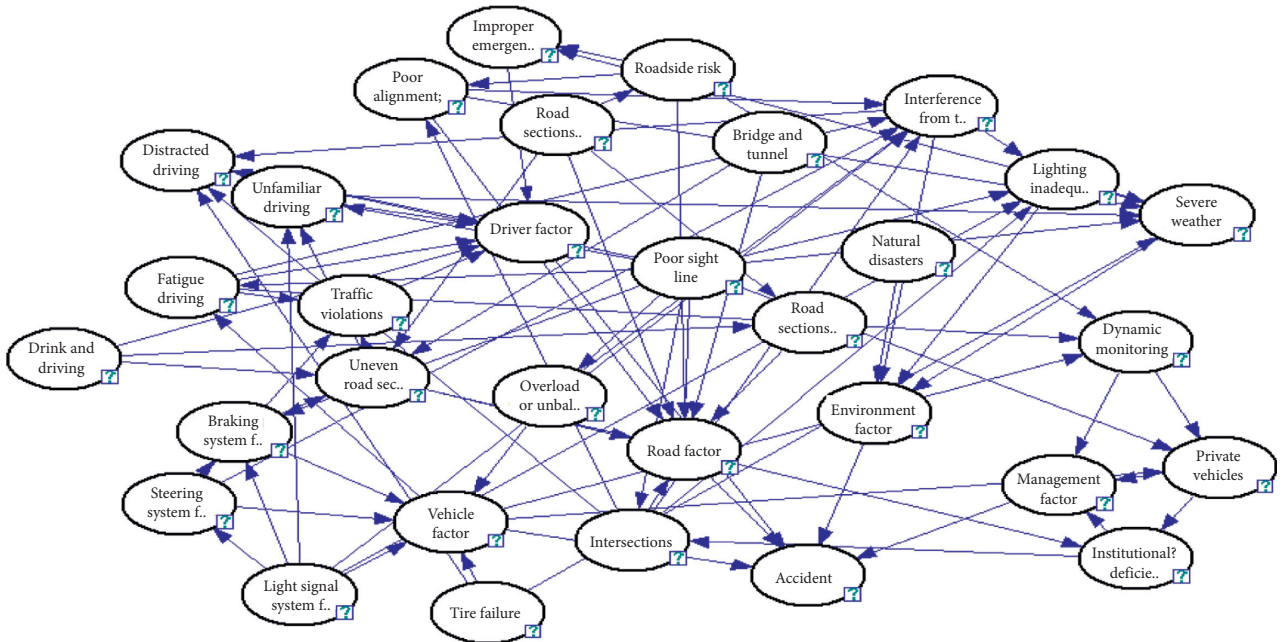 Improper
emergen..
?
Roadside risk
?
Poor
alignment;
?
Road
sections..
?
Interference
from t..
?
Bridge and
tunnel
?
Distracted
driving
?
Lighting
inadequ..
?
Unfamiliar
driving
?
Severe
weather
?
Driver factor
?
Natural
disasters
?
Poor sight
line
?
Fatigue
driving
?
Traffic
violations
?
Road
sections..
?
Dynamic
monitoring
?
Drink and
driving
?
Uneven
road sec..
?
Overload
or unbal..
?
Environment
factor
?
Braking
system f..
?
Road factor
?
Private
vehicles
?
Management
factor
?
Steering
system f..
?
Vehicle
factor
?
Intersections
?
Institutional?
deficie..
?
Accident
?
Light signal
system f..
?
Tire failure
?